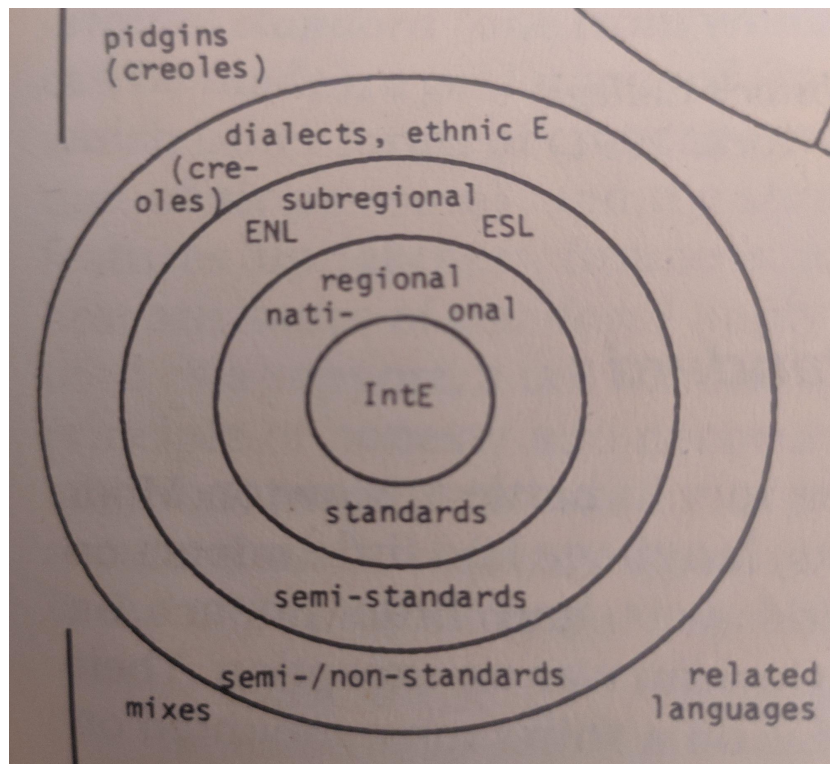 pidgins
(creoles)
dialects, ethnic E
(cre-
oles)
subregional
ENL ESL
regional
nati- onal
IntE
standards
semi-standards
semi-/non-standards
mixes
related
languages